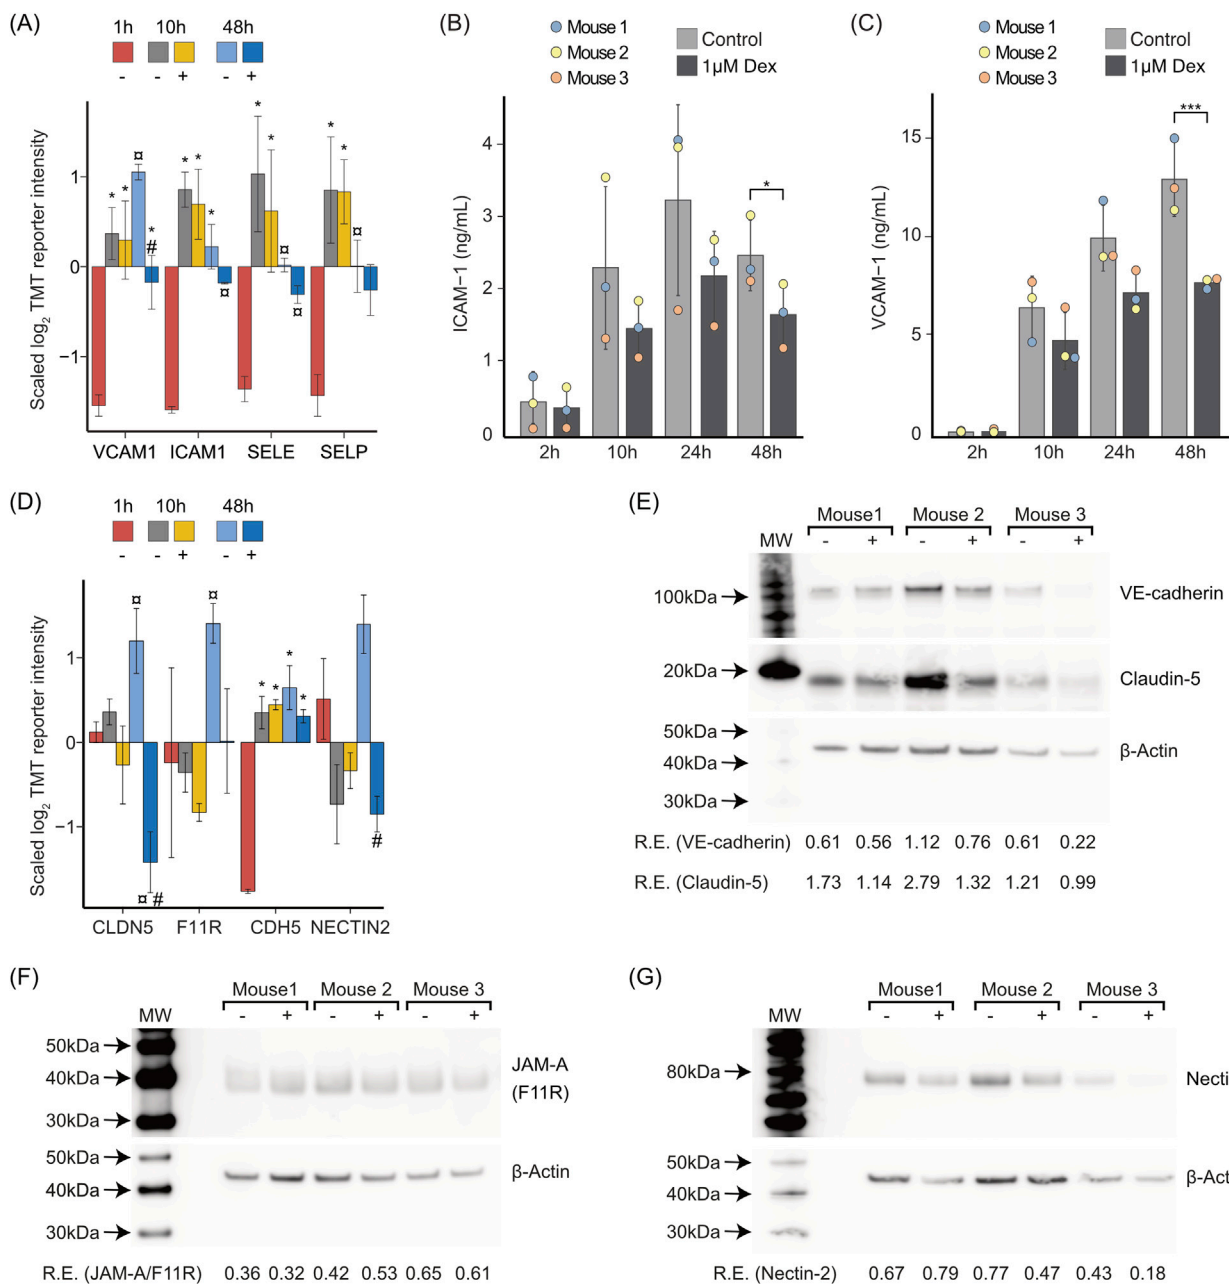 (A)
1h 10h 48h
- - + - +
Scaled log2 TMT reporter intensity
1
0
−1
* * ¤ * # * * * ¤ * * ¤ ¤ * * ¤
VCAM1 ICAM1 SELE SELP
(B)
Mouse 1
Mouse 2
Mouse 3
Control
1µM Dex
ICAM−1 (ng/mL)
4
3
2
1
0
*
2h 10h 24h 48h
(C)
Mouse 1
Mouse 2
Mouse 3
Control
1µM Dex
VCAM−1 (ng/mL)
15
10
5
0
***
2h 10h 24h 48h
(D)
1h 10h 48h
- - + - +
Scaled log2 TMT reporter intensity
1
0
−1
¤ ¤ * * * *
¤ # #
CLDN5 F11R CDH5 NECTIN2
(E)
Mouse1 Mouse 2 Mouse 3
MW - + - + - +
100kDa VE-cadherin
20kDa Claudin-5
50kDa β-Actin
40kDa
30kDa
R.E. (VE-cadherin) 0.61 0.56 1.12 0.76 0.61 0.22
R.E. (Claudin-5) 1.73 1.14 2.79 1.32 1.21 0.99
(F)
Mouse1 Mouse 2 Mouse 3
MW - + - + - +
50kDa
40kDa
30kDa
JAM-A
(F11R)
50kDa
40kDa
30kDa
β-Actin
R.E. (JAM-A/F11R) 0.36 0.32 0.42 0.53 0.65 0.61
(G)
Mouse1 Mouse 2 Mouse 3
MW - + - + - +
80kDa Necti
50kDa
40kDa
30kDa
β-Act
R.E. (Nectin-2) 0.67 0.79 0.77 0.47 0.43 0.18